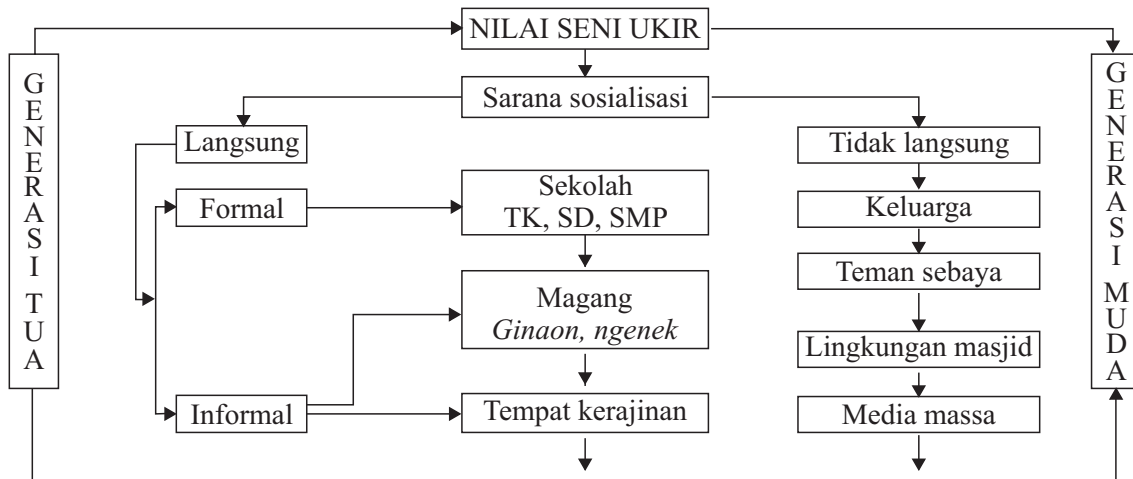 NILAI SENI UKIR
GENERASI TUA
GENERASI MUDA
Sarana sosialisasi
Langsung
Tidak langsung
Formal
Sekolah
TK, SD, SMP
Keluarga
Teman sebaya
Magang
Ginaon, ngenek
Lingkungan masjid
Informal
Tempat kerajinan
Media massa